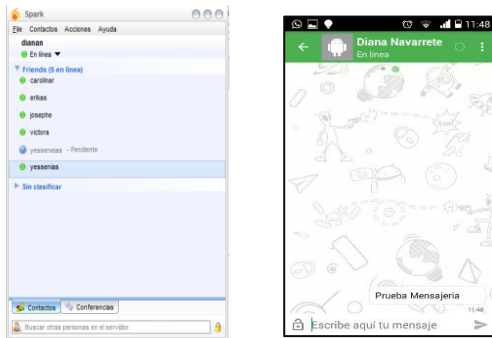 Spark
File Contactos Acciones Ayuda
dianan
En línea
Friends (5 en línea)
carolinar
erikas
josephe
victora
yesseneias - Pendiente
yessenias
Sin clasificar
Contactos Conferencias
Buscar otras personas en el servidor
11:48
Diana Navarrete
En línea
Prueba Mensajeria
11:48
Escribe aquí tu mensaje